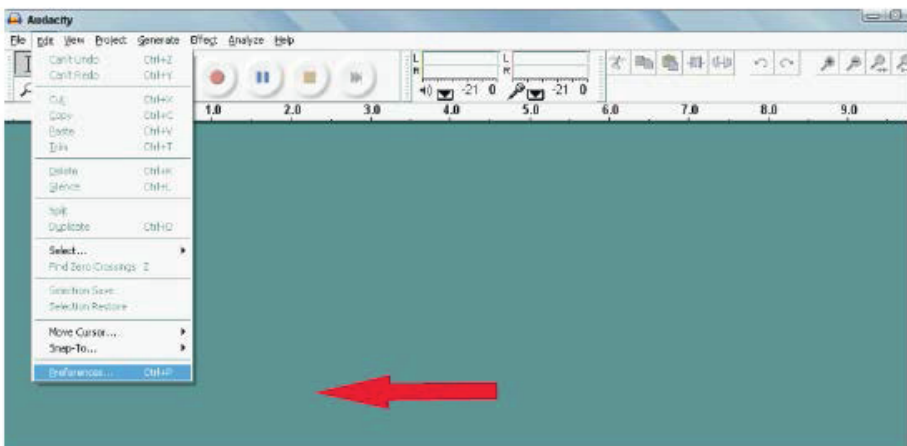 Audacity
File Edit View Project Generate Effect Analyze Help
Can't Undo Ctrl+Z
Can't Redo Ctrl+Y
Cut Ctrl+X
Copy Ctrl+C
Paste Ctrl+V
Trim Ctrl+T
Delete Ctrl+K
Silence Ctrl+L
Split
Duplicate Ctrl+D
Select...
Find Zero Crossings Z
Selection Save
Selection Restore
Move Cursor...
Snap-To...
Preferences... Ctrl+P
L
R
-21 0
L
R
-21 0
1.0 2.0 3.0 4.0 5.0 6.0 7.0 8.0 9.0